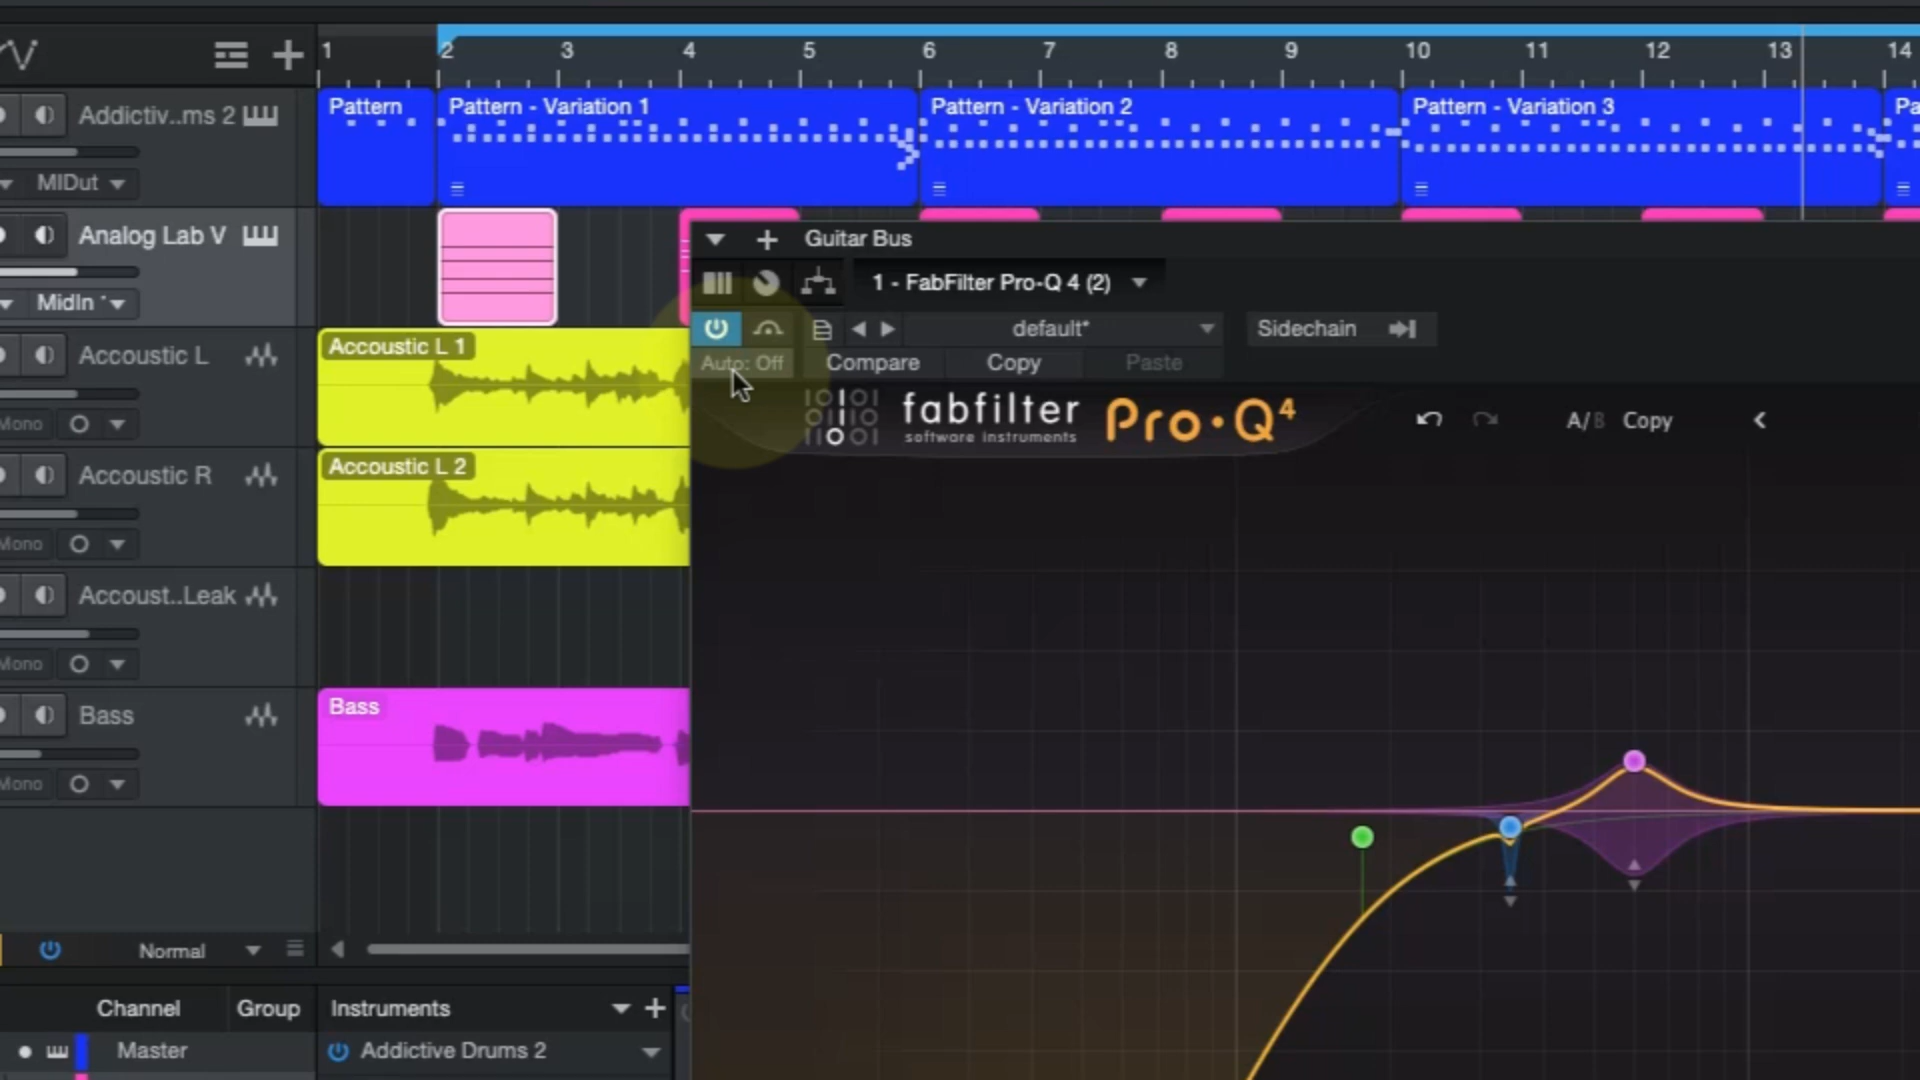 1 2 3 4 5 6 7 8 9 10 11 12 13 14
Addictiv..ms 2
Pattern
Pattern - Variation 1
Pattern - Variation 2
Pattern - Variation 3
Pa
MIDut
Analog Lab V
MidIn
Guitar Bus
1 - FabFilter Pro-Q 4 (2)
default*
Sidechain
Auto: Off
Compare
Copy
Paste
fabfilter
software instruments
Pro·Q4
A/B
Copy
Accoustic L
Accoustic L 1
Mono
Accoustic R
Accoustic L 2
Mono
Accoust..Leak
Mono
Bass
Bass
Mono
Normal
Channel
Group
Instruments
Master
Addictive Drums 2